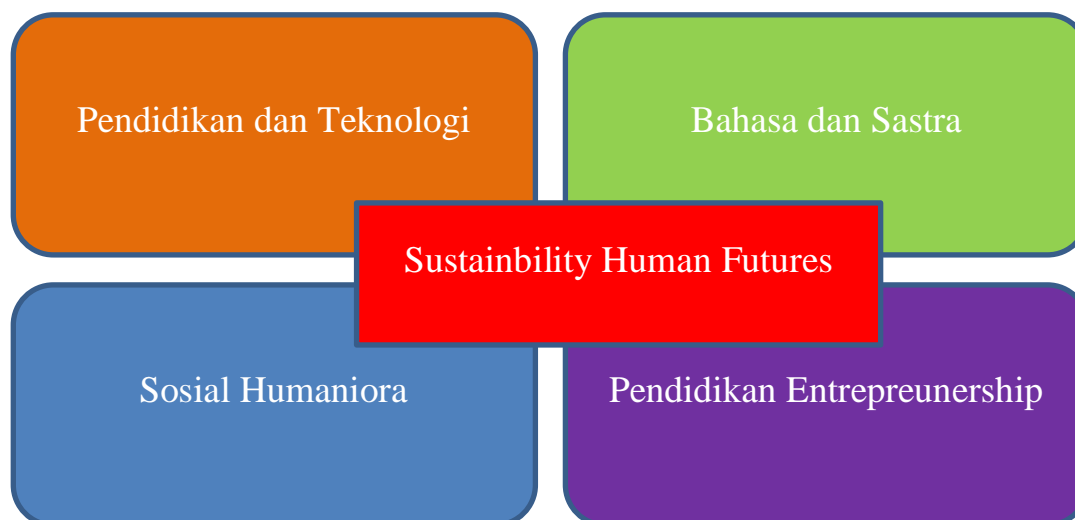 Pendidikan dan Teknologi
Bahasa dan Sastra
Sustainbility Human Futures
Sosial Humaniora
Pendidikan Entrepreunership